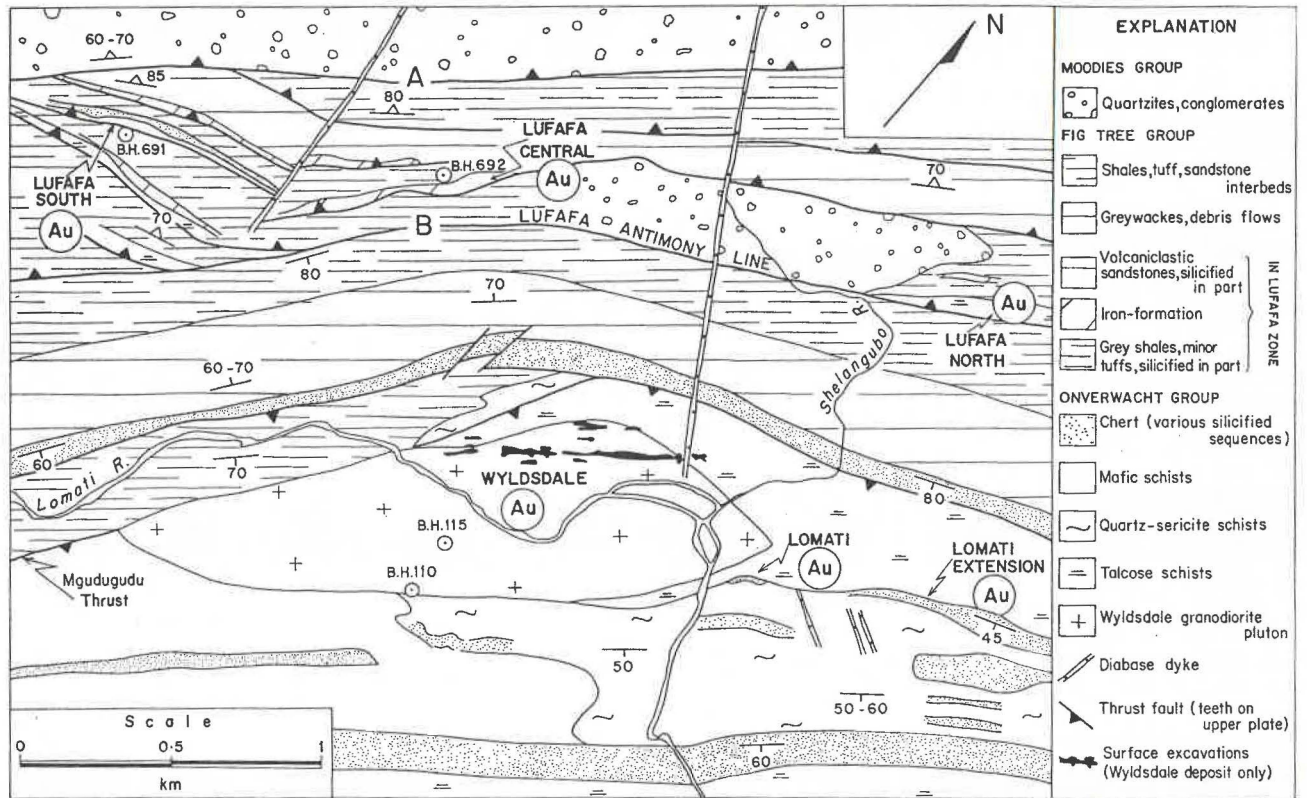 60-70
85
A
80
B.H.691
LUFAFA
SOUTH
Au
70
LUFAFA
CENTRAL
Au
B.H.692
N
70
B
LUFAFA ANTIMONY LINE
80
70
Au
LUFAFA
NORTH
Shelangubo R.
60-70
60
Lomati R.
70
WYLDSDALE
Au
80
B.H.115
B.H.110
LOMATI
Au
LOMATI
EXTENSION
Au
45
Mgudugudu
Thrust
50
50-60
60
Scale
0 0·5 1
km
EXPLANATION
MOODIES GROUP
Quartzites, conglomerates
FIG TREE GROUP
Shales, tuff, sandstone
interbeds
Greywackes, debris flows
Volcaniclastic
sandstones, silicified
in part
Iron-formation
Grey shales, minor
tuffs, silicified in part
IN LUFAFA ZONE
ONVERWACHT GROUP
Chert (various silicified
sequences)
Mafic schists
Quartz-sericite schists
Talcose schists
Wyldsdale granodiorite
pluton
Diabase dyke
Thrust fault (teeth on
upper plate)
Surface excavations
(Wyldsdale deposit only)